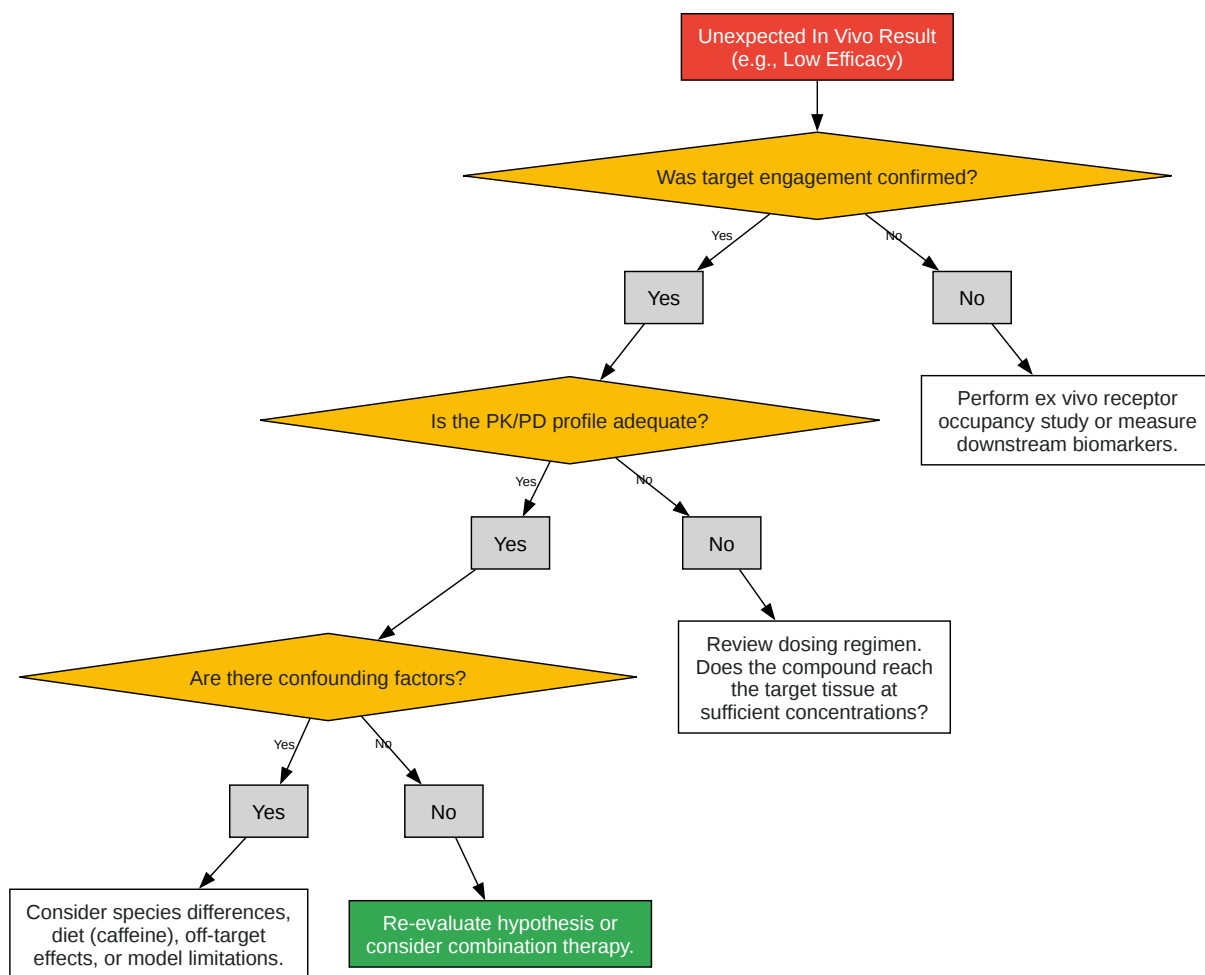 Unexpected In Vivo Result
(e.g., Low Efficacy)
Was target engagement confirmed?
Yes
No
Yes
No
Perform ex vivo receptor
occupancy study or measure
downstream biomarkers.
Is the PK/PD profile adequate?
Yes
No
Yes
No
Review dosing regimen.
Does the compound reach
the target tissue at
sufficient concentrations?
Are there confounding factors?
Yes
No
Yes
No
Consider species differences,
diet (caffeine), off-target
effects, or model limitations.
Re-evaluate hypothesis or
consider combination therapy.